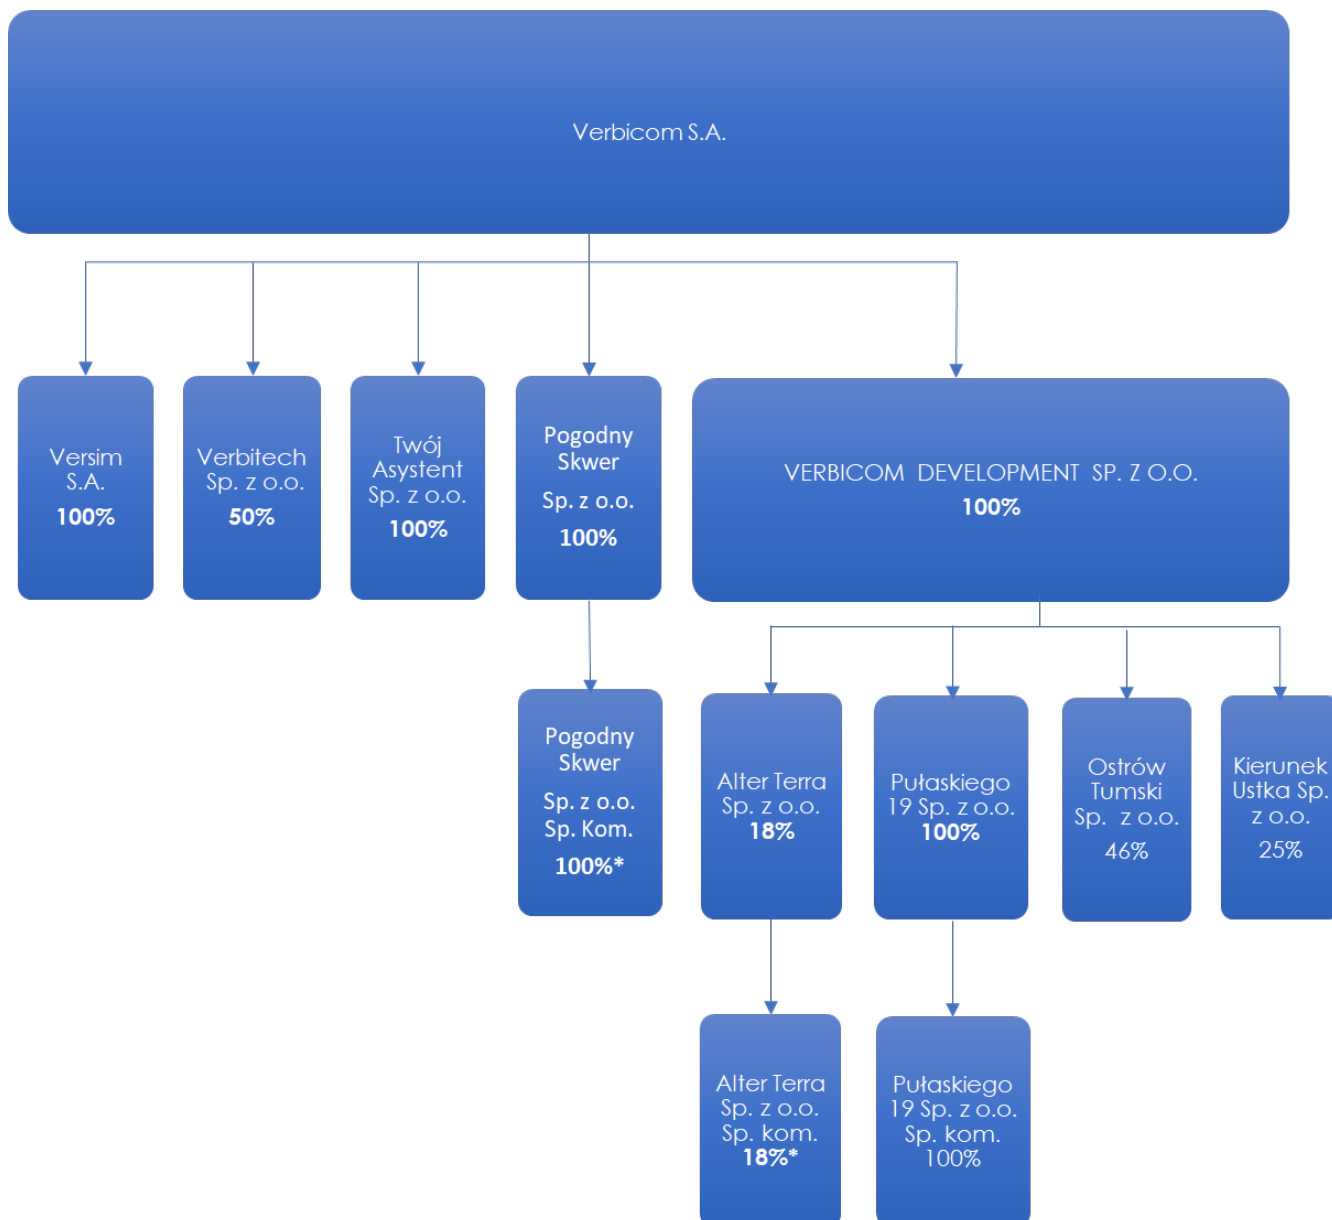 Verbicom S.A.
Versim
S.A.
100%
Verbitech
Sp. z o.o.
50%
Twój
Asystent
Sp. z o.o.
100%
Pogodny
Skwer
Sp. z o.o.
100%
VERBICOM DEVELOPMENT SP. Z O.O.
100%
Pogodny
Skwer
Sp. z o.o.
Sp. Kom.
100%*
Alter Terra
Sp. z o.o.
18%
Pułaskiego
19 Sp. z o.o.
100%
Ostrów
Tumski
Sp. z o.o.
46%
Kierunek
Ustka Sp.
z o.o.
25%
Alter Terra
Sp. z o.o.
Sp. kom.
18%*
Pułaskiego
19 Sp. z o.o.
Sp. kom.
100%